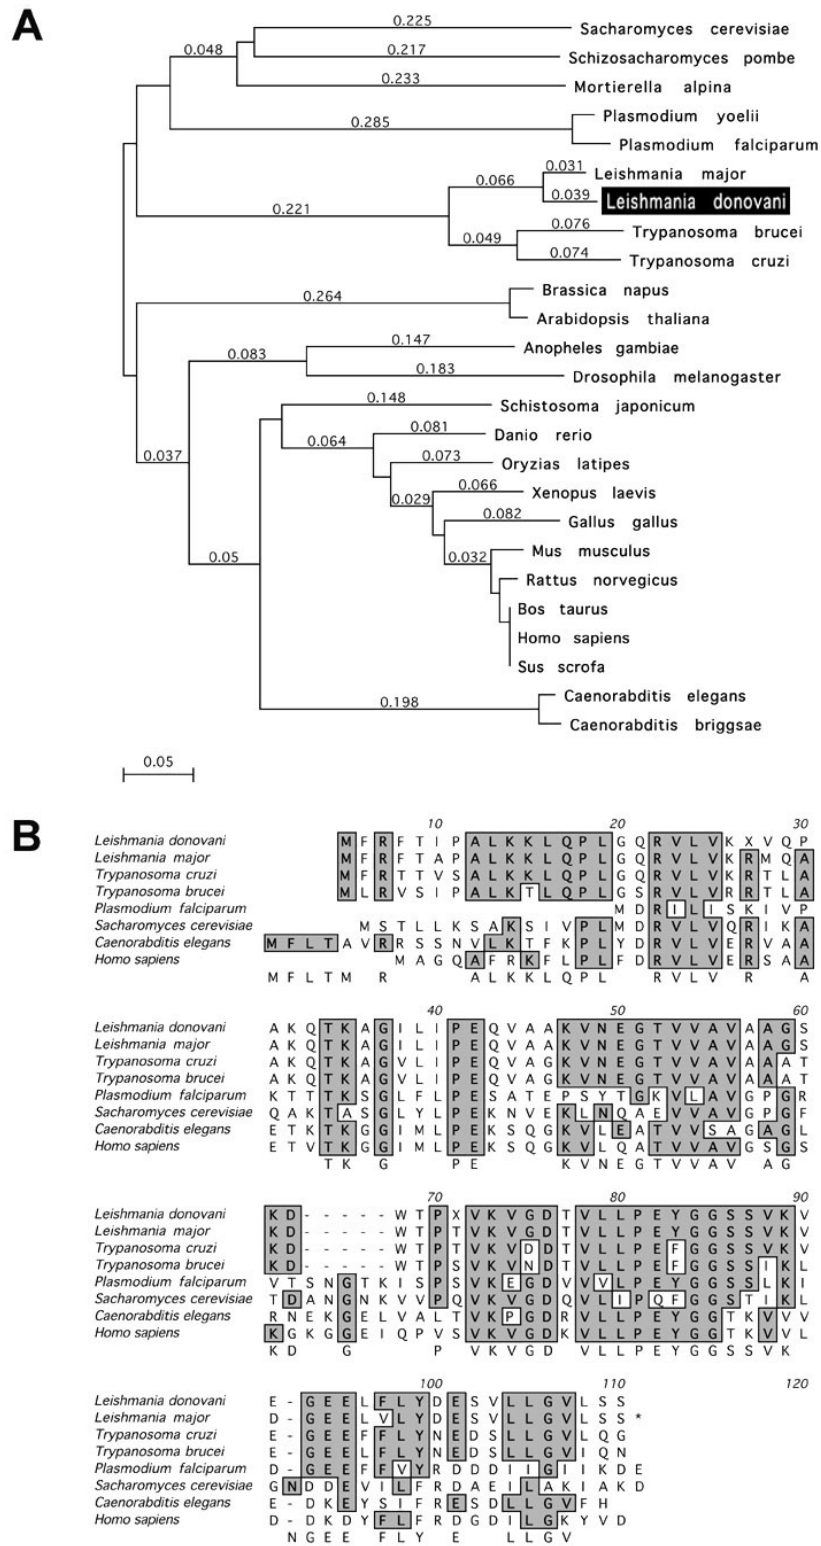 A
0.225
Sacharomyces cerevisiae
0.048
0.217
Schizosacharomyces pombe
0.233
Mortierella alpina
Plasmodium yoelii
0.285
Plasmodium falciparum
0.031
Leishmania major
0.066
0.039
Leishmania donovani
0.221
0.076
Trypanosoma brucei
0.049
0.074
Trypanosoma cruzi
0.264
Brassica napus
Arabidopsis thaliana
0.147
Anopheles gambiae
0.083
0.183
Drosophila melanogaster
0.148
Schistosoma japonicum
0.081
Danio rerio
0.064
0.037
0.073
Oryzias latipes
0.066
Xenopus laevis
0.029
0.082
Gallus gallus
0.05
0.032
Mus musculus
Rattus norvegicus
Bos taurus
Homo sapiens
Sus scrofa
0.198
Caenorabditis elegans
Caenorabditis briggsae
0.05
B
10 20 30
Leishmania donovani M F R F T I P A L K K L Q P L G Q R V L V K X V Q P
Leishmania major M F R F T A P A L K K L Q P L G Q R V L V K R M Q A
Trypanosoma cruzi M F R T T V S A L K K L Q P L G Q R V L V K R T L A
Trypanosoma brucei M L R V S I P A L K T L Q P L G S R V L V R R T L A
Plasmodium falciparum M D R I L I S K I V P
Sacharomyces cerevisiae M S T L L K S A K S I V P L M D R V L V Q R I K A
Caenorabditis elegans M F L T A V R R S S N V L K T F K P L Y D R V L V E R V A A
Homo sapiens M A G Q A F R K F L P L F D R V L V E R S A A
M F L T M R A L K K L Q P L R V L V R A
40 50 60
Leishmania donovani A K Q T K A G I L I P E Q V A A K V N E G T V V A V A A G S
Leishmania major A K Q T K A G I L I P E Q V A A K V N E G T V V A V A A G S
Trypanosoma cruzi A K Q T K A G V L I P E Q V A G K V N E G T V V A V A A A T
Trypanosoma brucei A K Q T K A G V L I P E Q V A G K V N E G T V V A V A A A T
Plasmodium falciparum K T T T K S G L F L P E S A T E P S Y T G K V L A V G P G R
Sacharomyces cerevisiae Q A K T A S G L Y L P E K N V E K L N Q A E V V A V G P G F
Caenorabditis elegans E T K T K G G I M L P E K S Q G K V L E A T V V S A G A G L
Homo sapiens E T V T K G G I M L P E K S Q G K V L Q A T V V A V G S G S
T K G P E K V N E G T V V A V A G
70 80 90
Leishmania donovani K D - - - - - W T P X V K V G D T V L L P E Y G G S S V K V
Leishmania major K D - - - - - W T P T V K V G D T V L L P E Y G G S S V K V
Trypanosoma cruzi K D - - - - - W T P T V K V D D T V L L P E F G G S S V K V
Trypanosoma brucei K D - - - - - W T P S V K V N D T V L L P E F G G S S I K L
Plasmodium falciparum V T S N G T K I S P S V K E G D V V V L P E Y G G S S L K I
Sacharomyces cerevisiae T D A N G N K V V P Q V K V G D Q V L I P Q F G G S T I K L
Caenorabditis elegans R N E K G E L V A L T V K P G D R V L L P E Y G G T K V V V
Homo sapiens K G K G G E I Q P V S V K V G D K V L L P E Y G G T K V V L
K D G P V K V G D V L L P E Y G G S S V K
100 111 120
Leishmania donovani E - G E E L F L Y D E S V L L G V L S S
Leishmania major D - G E E L V L Y D E S V L L G V L S S *
Trypanosoma cruzi E - G E E F F L Y N E D S L L G V L Q G
Trypanosoma brucei E - G E E L F L Y N E D S L L G V I Q N
Plasmodium falciparum D - G E E F F V Y R D D D I I G I I K D E
Sacharomyces cerevisiae G N D D E V I L F R D A E I L A K I A K D
Caenorabditis elegans E - D K E Y S I F R E S D L L G V F H
Homo sapiens D - D K D Y F L F R D G D I L G K Y V D
N G E E F L Y E L L G V